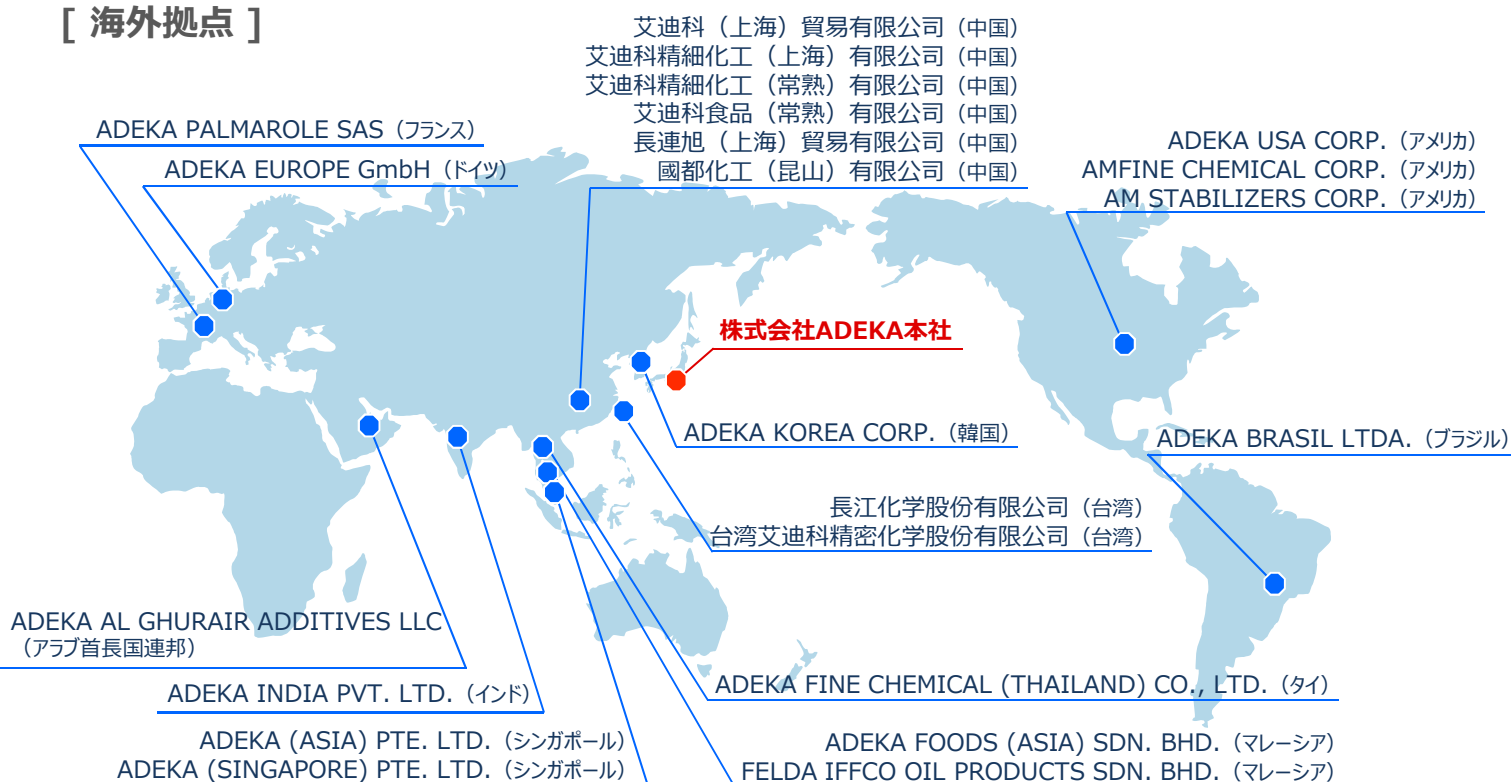 [ 海外拠点 ]
艾迪科（上海）貿易有限公司（中国）
艾迪科精細化工（上海）有限公司（中国）
艾迪科精細化工（常熟）有限公司（中国）
艾迪科食品（常熟）有限公司（中国）
長連旭（上海）貿易有限公司（中国）
國都化工（昆山）有限公司（中国）
ADEKA PALMAROLE SAS（フランス）
ADEKA EUROPE GmbH（ドイツ）
ADEKA USA CORP.（アメリカ）
AMFINE CHEMICAL CORP.（アメリカ）
AM STABILIZERS CORP.（アメリカ）
株式会社ADEKA本社
ADEKA KOREA CORP.（韓国）
ADEKA BRASIL LTDA.（ブラジル）
長江化学股份有限公司（台湾）
台湾艾迪科精密化学股份有限公司（台湾）
ADEKA AL GHURAIR ADDITIVES LLC
（アラブ首長国連邦）
ADEKA INDIA PVT. LTD.（インド）
ADEKA FINE CHEMICAL (THAILAND) CO., LTD.（タイ）
ADEKA (ASIA) PTE. LTD.（シンガポール）
ADEKA (SINGAPORE) PTE. LTD.（シンガポール）
ADEKA FOODS (ASIA) SDN. BHD.（マレーシア）
FELDA IFFCO OIL PRODUCTS SDN. BHD.（マレーシア）